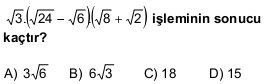 √3.(√24 − √6)(√8 + √2) işleminin sonucu
kaçtır?
A) 3√6 B) 6√3 C) 18 D) 15